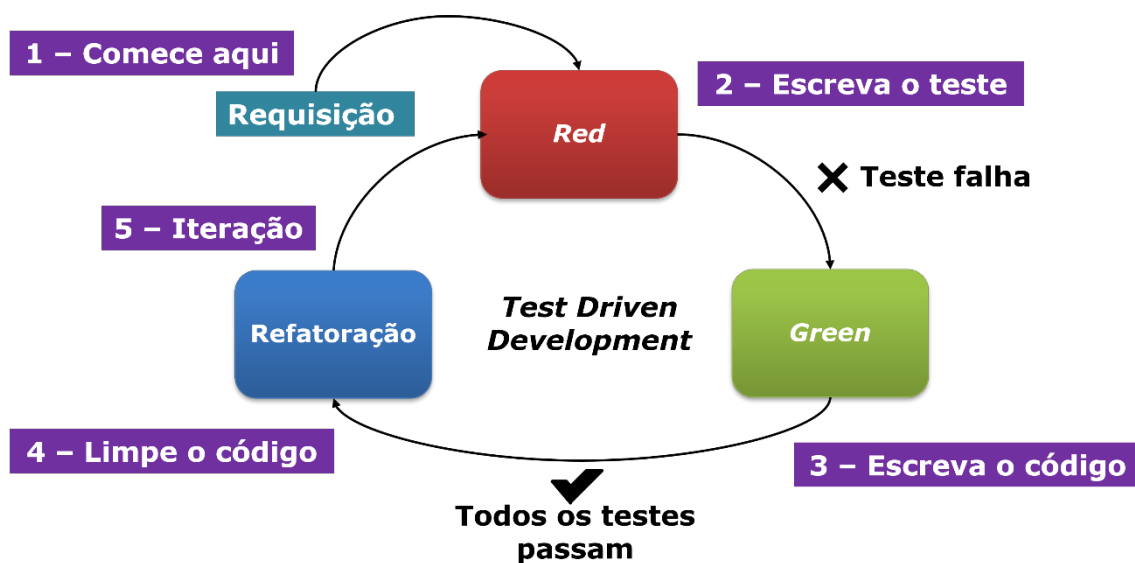 1 – Comece aqui
Requisição
Red
2 – Escreva o teste
Teste falha
5 – Iteração
Refatoração
Test Driven
Development
Green
4 – Limpe o código
3 – Escreva o código
Todos os testes
passam